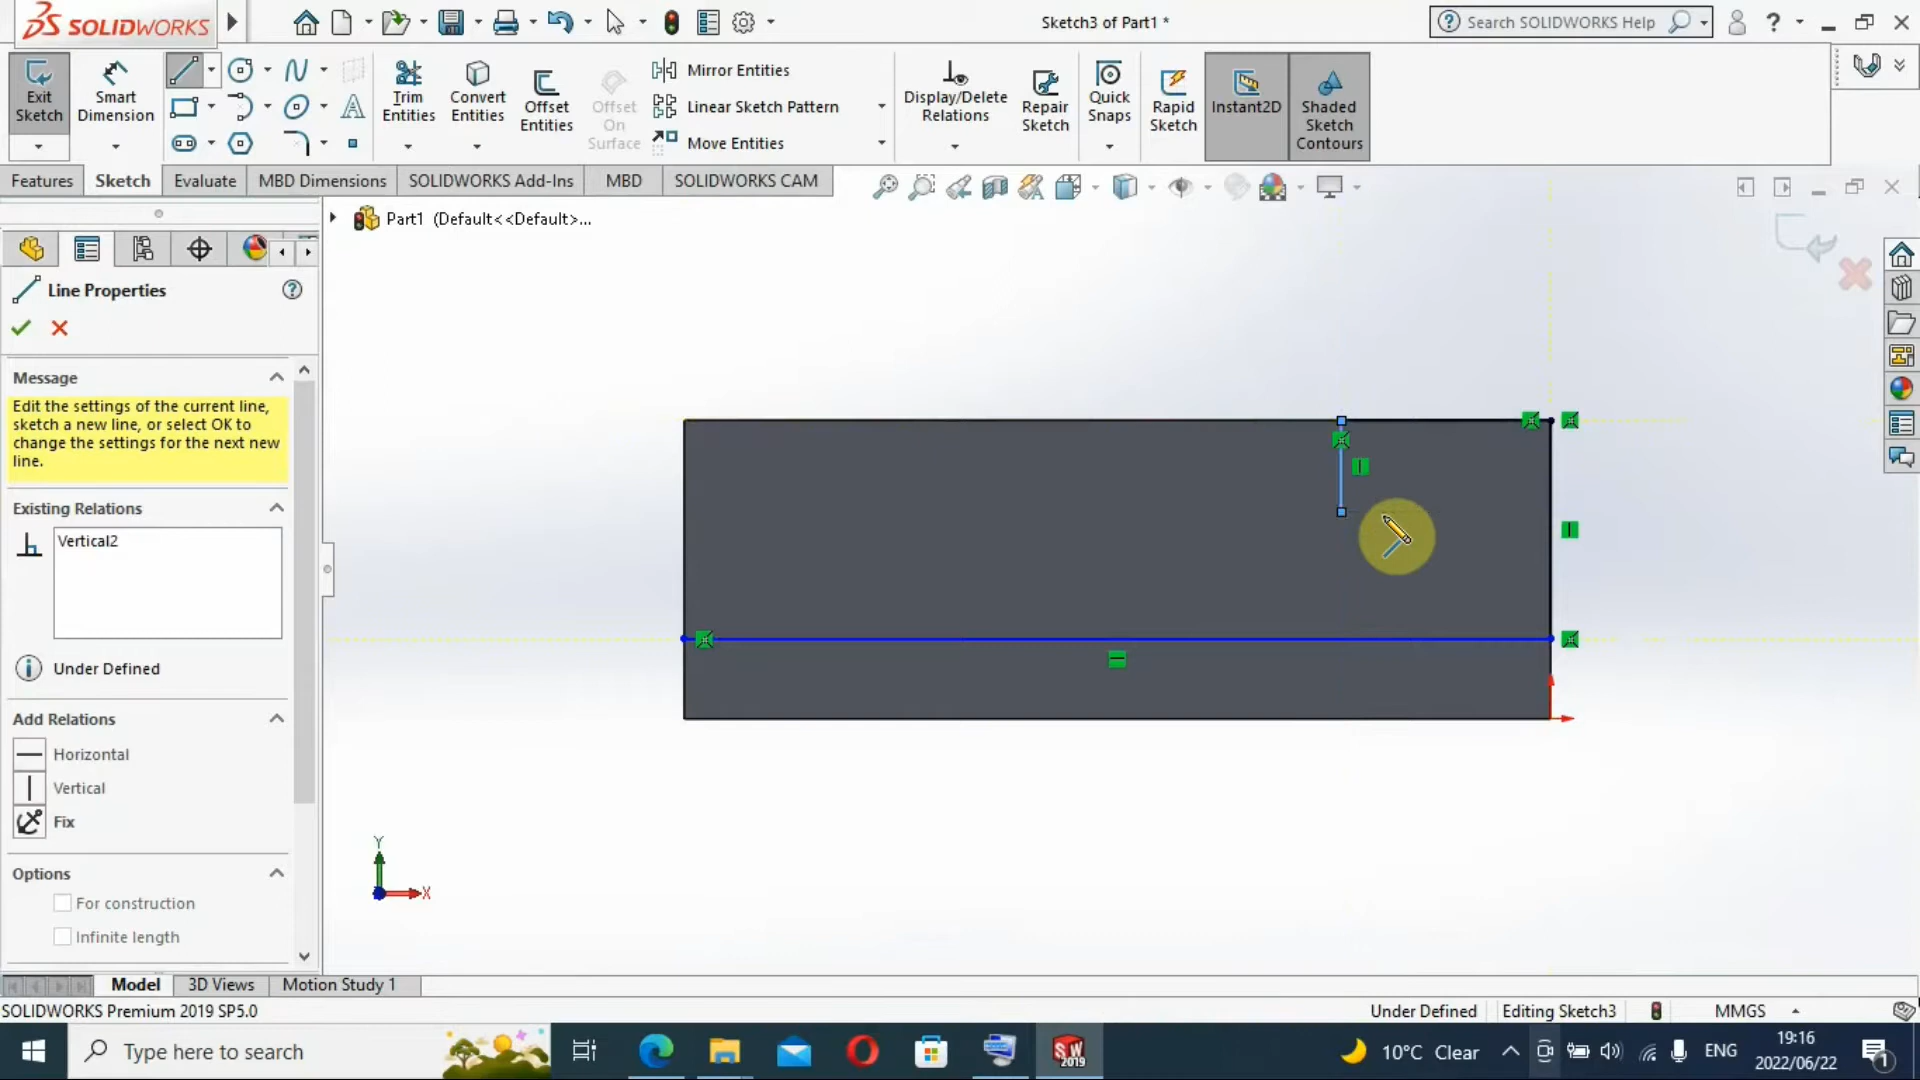 SOLIDWORKS
Sketch3 of Part1 *
Search SOLIDWORKS Help
Exit Sketch
Smart Dimension
Trim Entities
Convert Entities
Offset Entities
Offset On Surface
Mirror Entities
Linear Sketch Pattern
Move Entities
Display/Delete Relations
Repair Sketch
Quick Snaps
Rapid Sketch
Instant2D
Shaded Sketch Contours
Features
Sketch
Evaluate
MBD Dimensions
SOLIDWORKS Add-Ins
MBD
SOLIDWORKS CAM
Part1 (Default<<Default>...
Line Properties
Message
Edit the settings of the current line,
sketch a new line, or select OK to
change the settings for the next new
line.
Existing Relations
Vertical2
Under Defined
Add Relations
Horizontal
Vertical
Fix
Options
For construction
Infinite length
Y
X
Model
3D Views
Motion Study 1
SOLIDWORKS Premium 2019 SP5.0
Under Defined
Editing Sketch3
MMGS
Type here to search
SW
2019
10°C Clear
ENG
19:16
2022/06/22
1